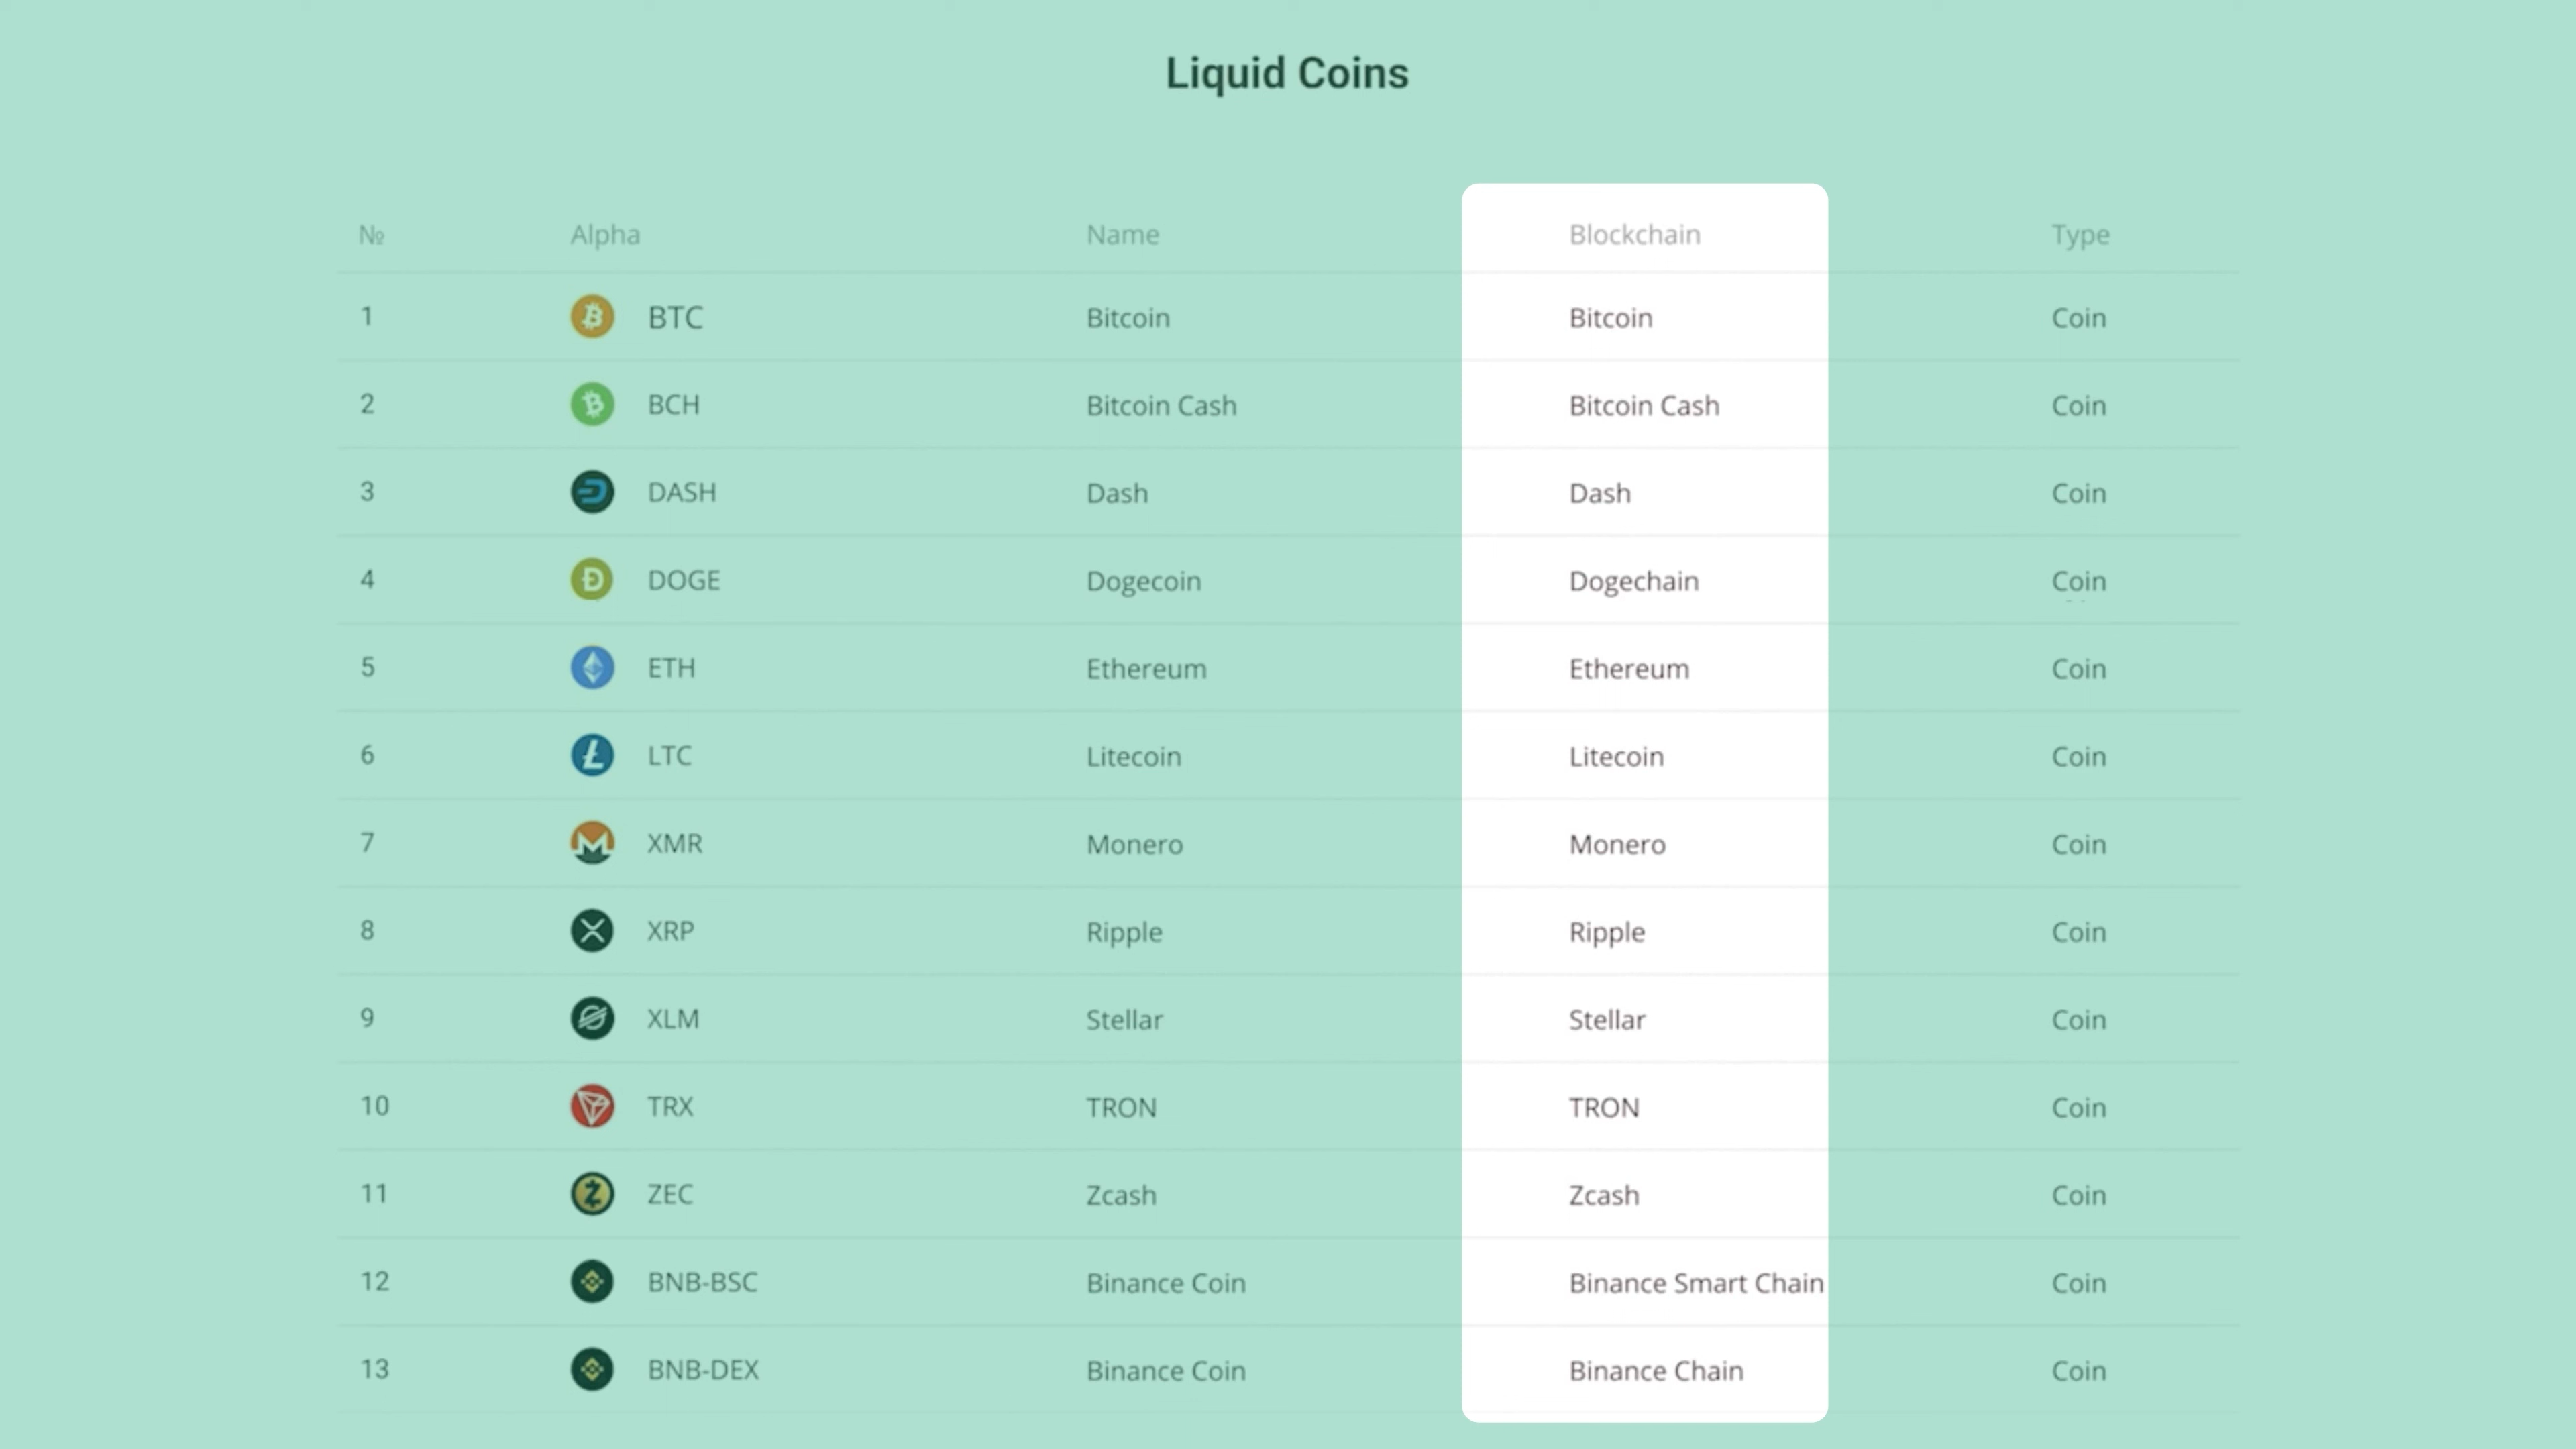 Liquid Coins
№ Alpha Name Blockchain Type
1 BTC Bitcoin Bitcoin Coin
2 BCH Bitcoin Cash Bitcoin Cash Coin
3 DASH Dash Dash Coin
4 DOGE Dogecoin Dogechain Coin
5 ETH Ethereum Ethereum Coin
6 LTC Litecoin Litecoin Coin
7 XMR Monero Monero Coin
8 XRP Ripple Ripple Coin
9 XLM Stellar Stellar Coin
10 TRX TRON TRON Coin
11 ZEC Zcash Zcash Coin
12 BNB-BSC Binance Coin Binance Smart Chain Coin
13 BNB-DEX Binance Coin Binance Chain Coin